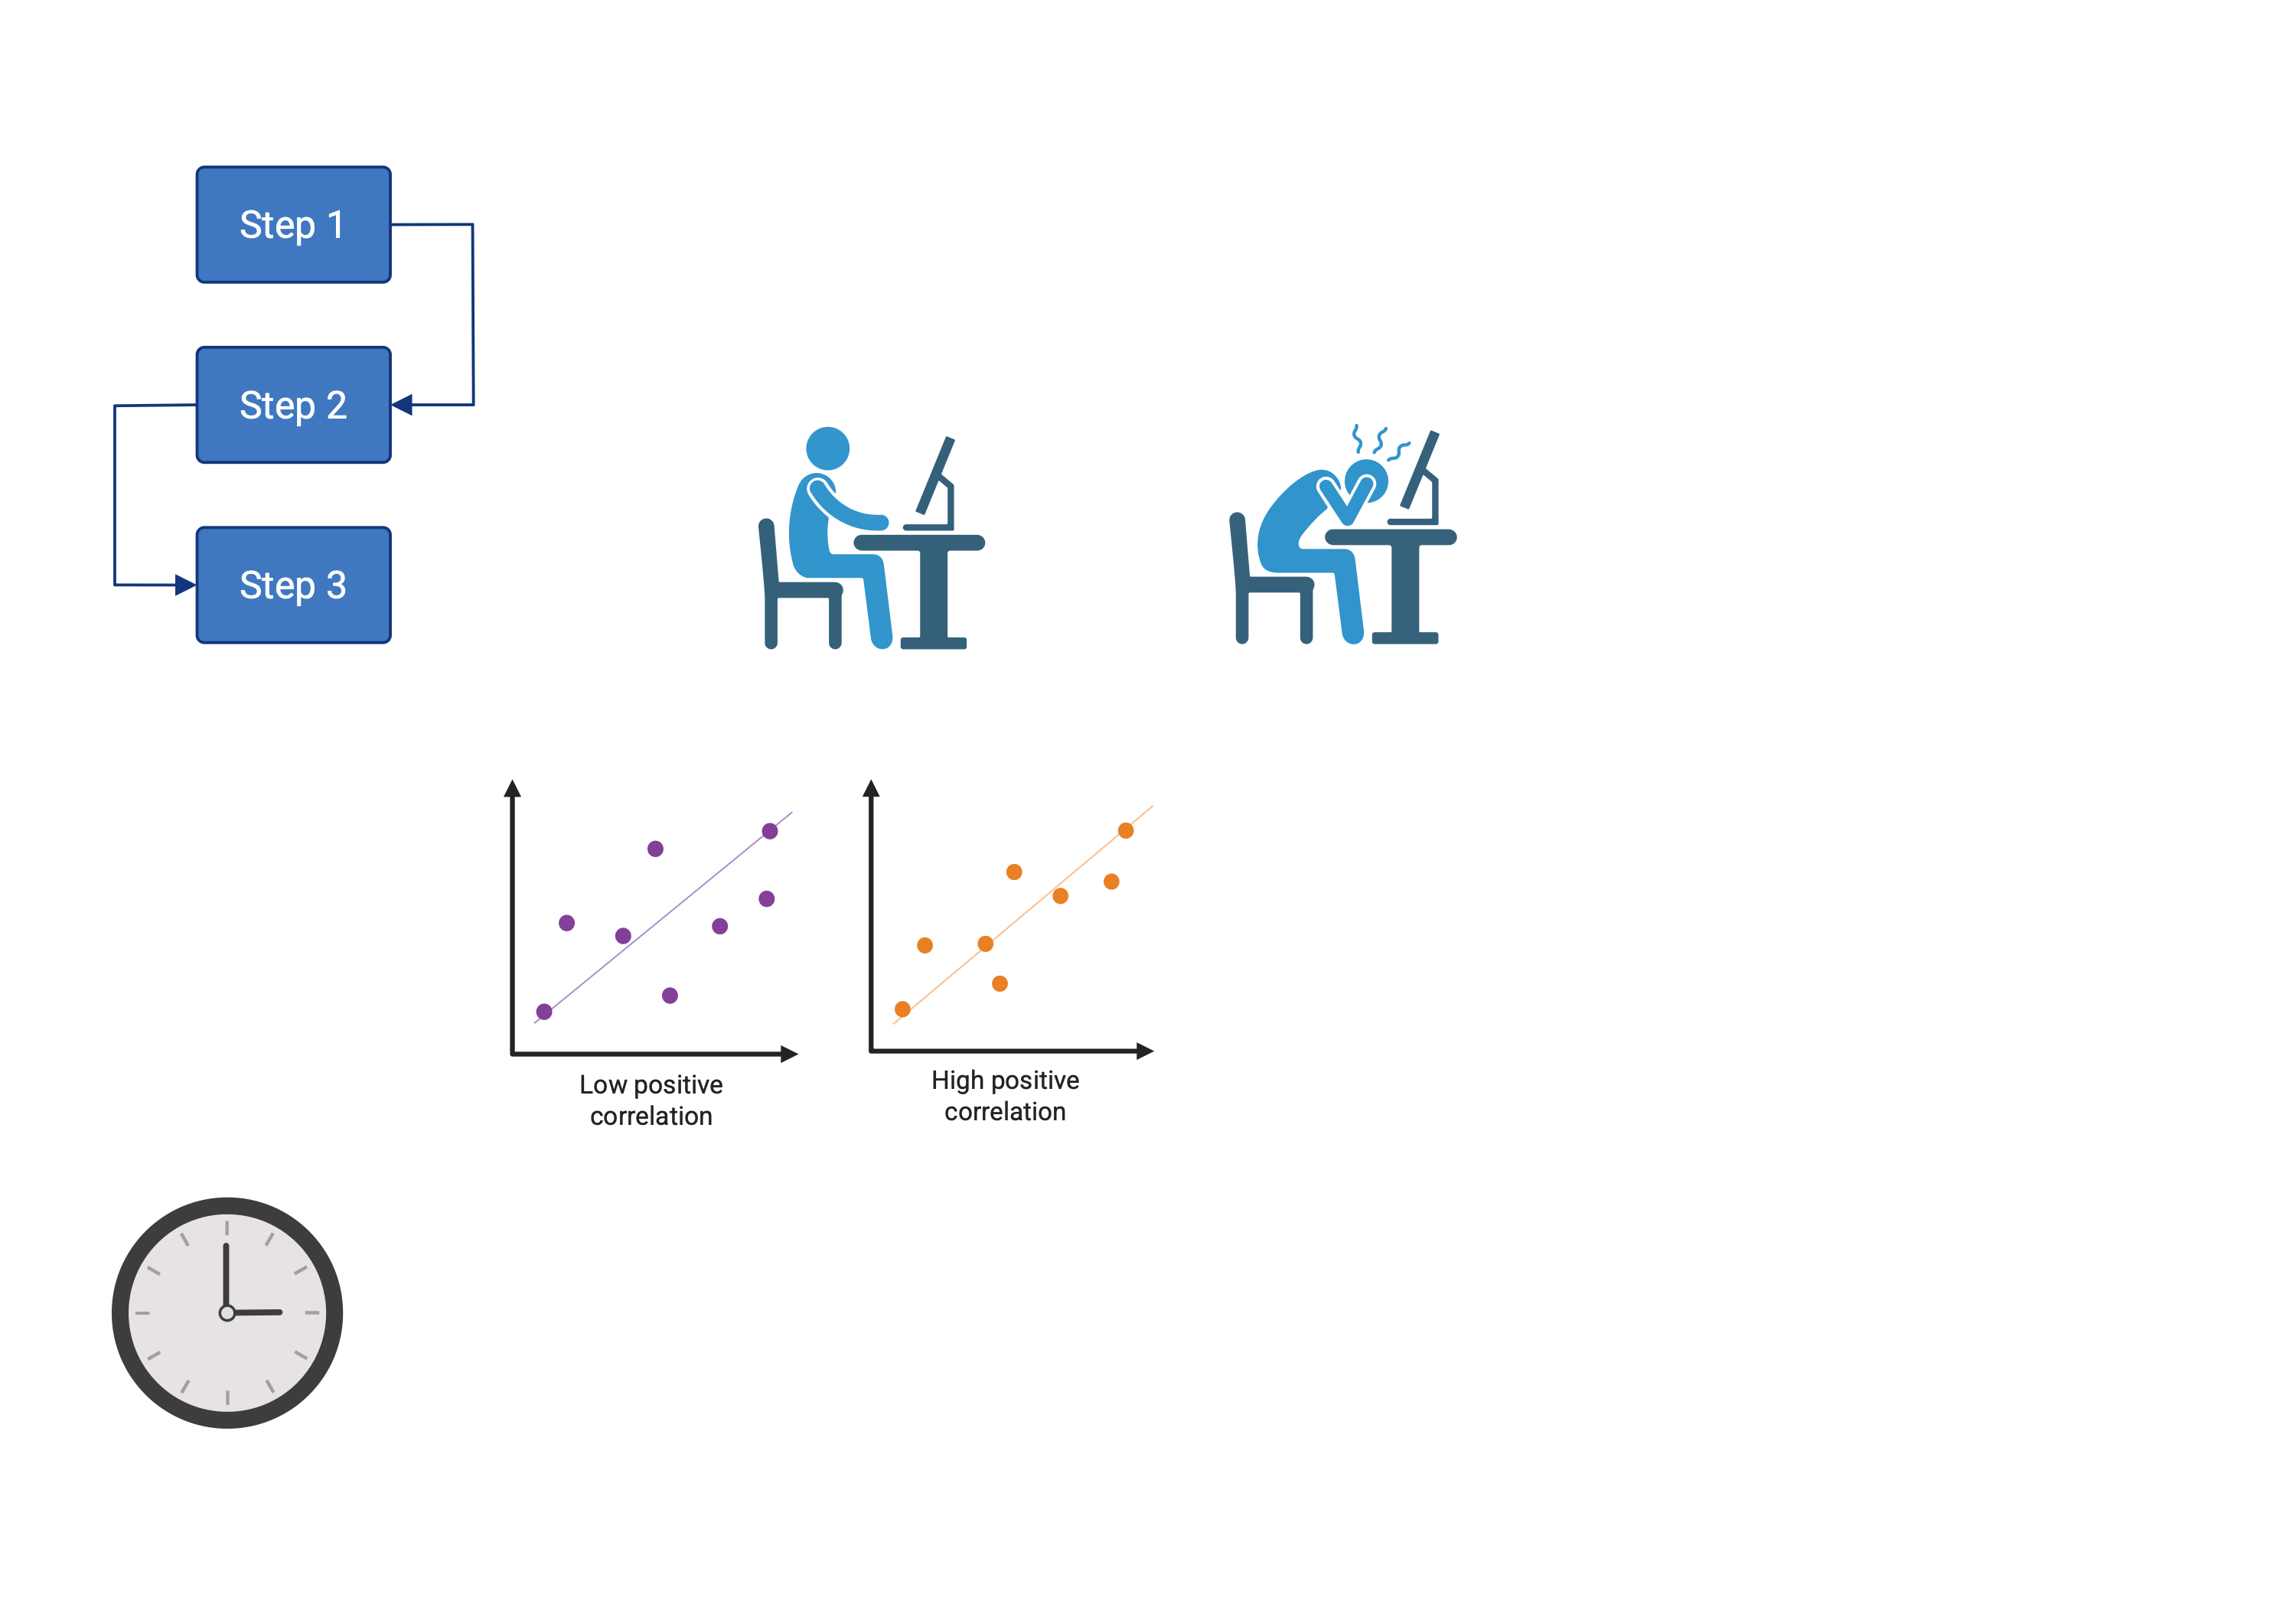 Step 1
Step 2
Step 3
Low positive
correlation
High positive
correlation